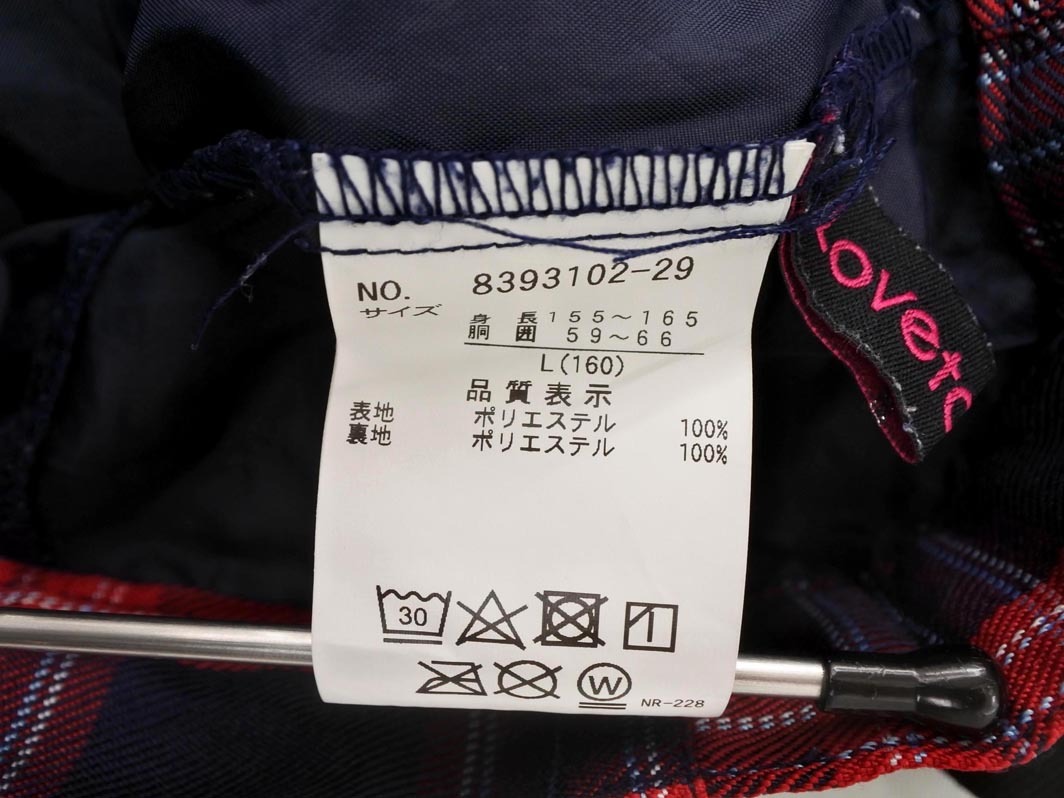 NO. 8393102-29
サイズ
身長 155~165
胴囲 59~66
L(160)
品質表示
表地 ポリエステル 100%
裏地 ポリエステル 100%
30
W
NR-228